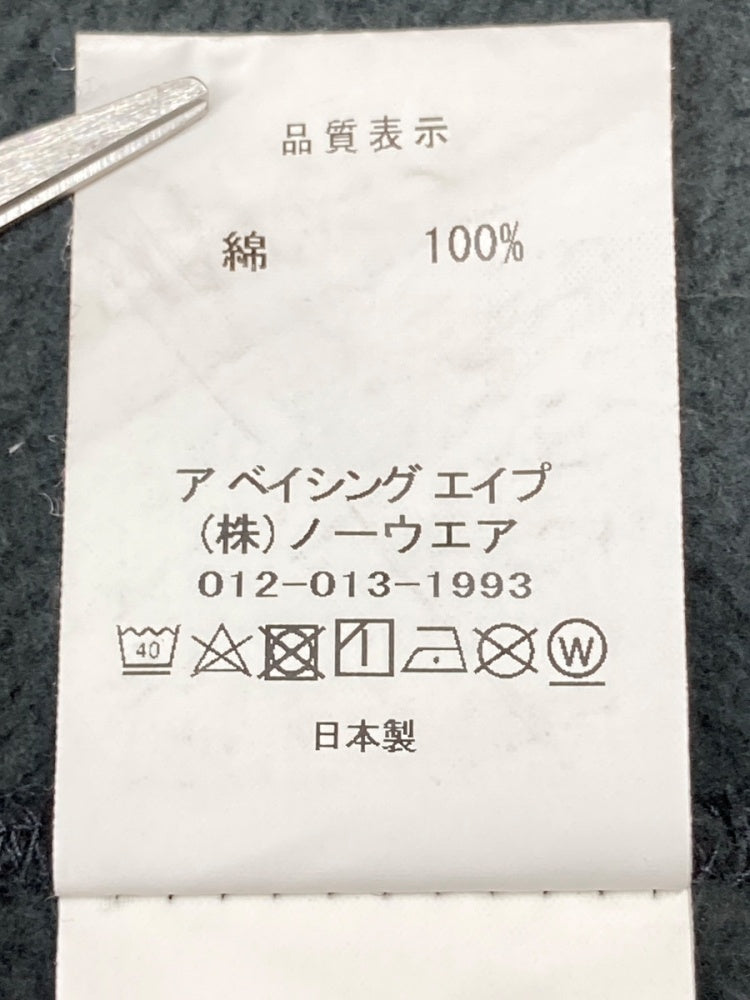 品質表示
綿 100%
ア ベイシング エイプ
(株)ノーウエア
012-013-1993
40 W
日本製